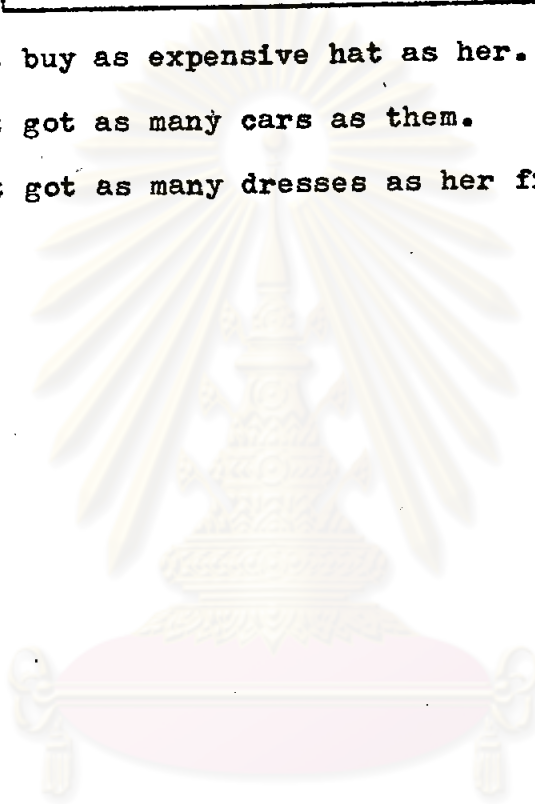 buy as expensive hat as her.
got as many cars as them.
got as many dresses as her